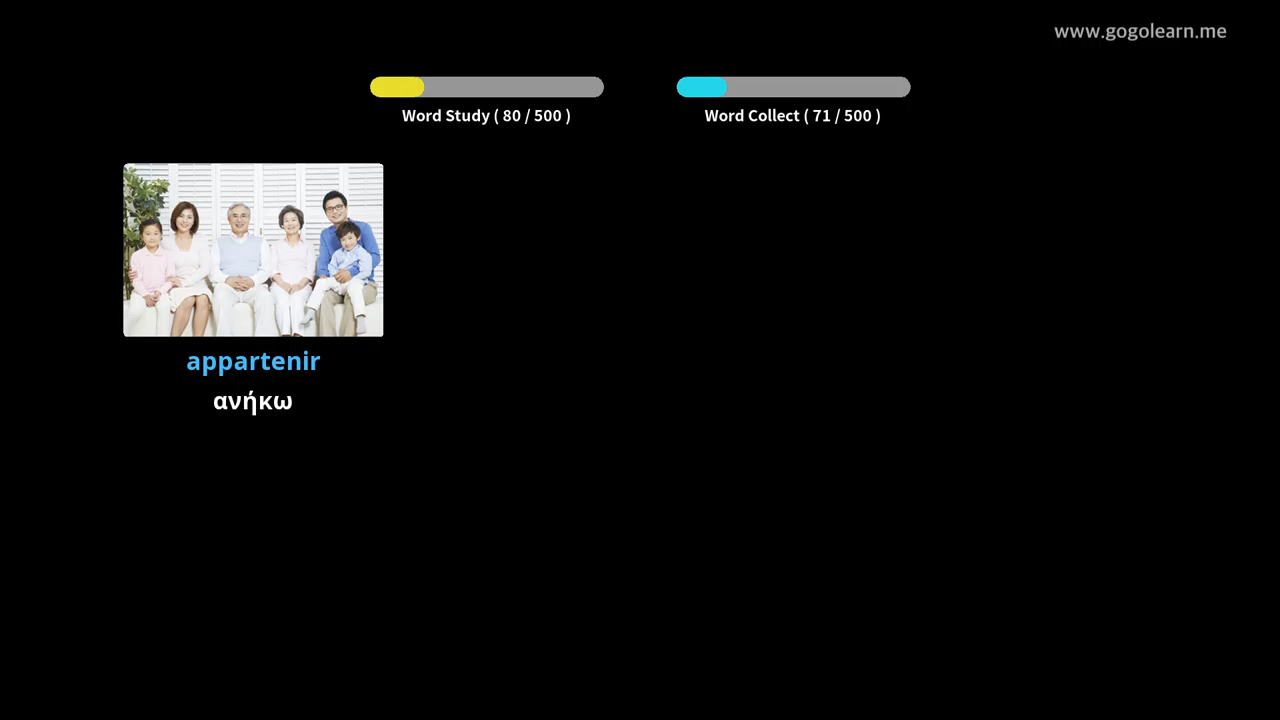 www.gogolearn.me
Word Study ( 80 / 500 )
Word Collect ( 71 / 500 )
appartenir
ανήκω